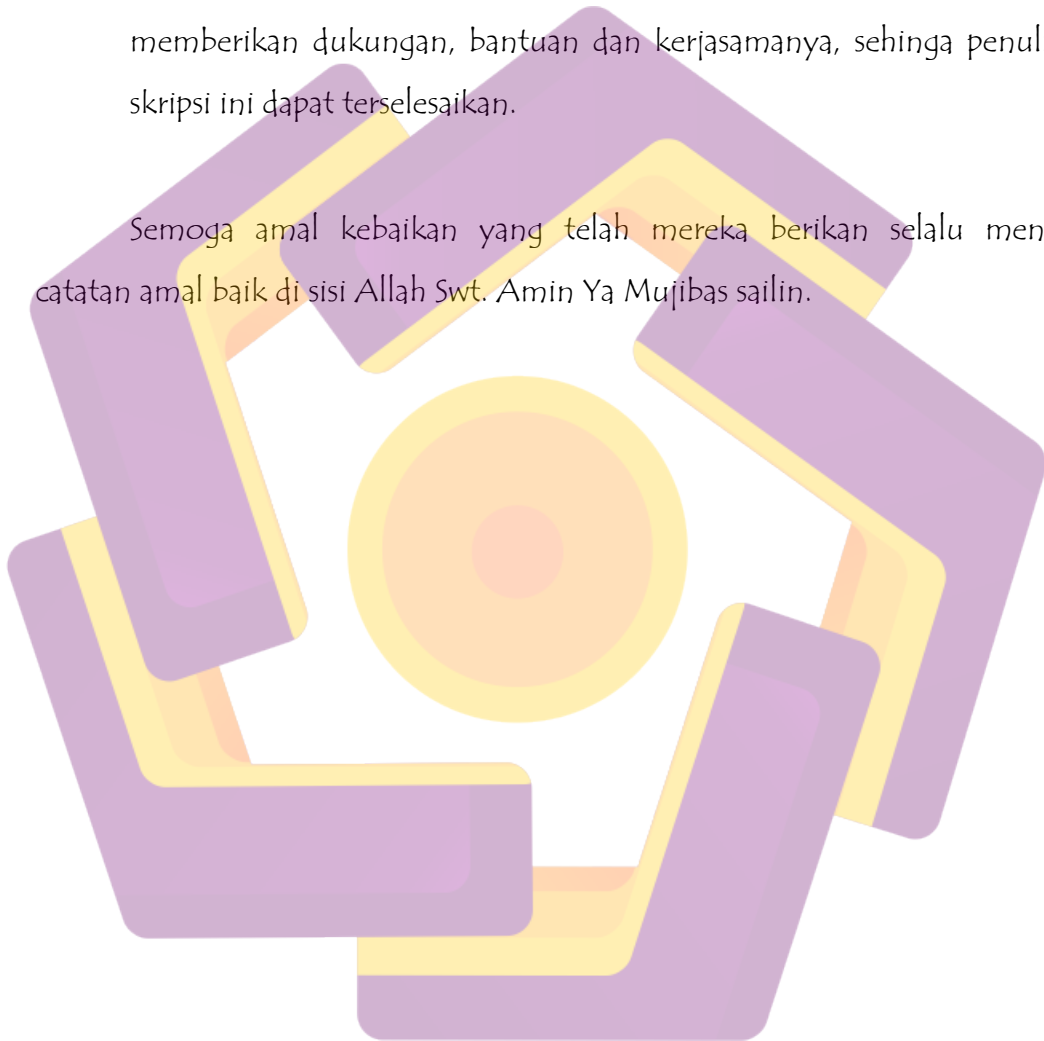 memberikan dukungan, bantuan dan kerjasamanya, sehinga penul
skripsi ini dapat terselesaikan.
Semoga amal kebaikan yang telah mereka berikan selalu men
catatan amal baik di sisi Allah Swt. Amin Ya Mujibas sailin.